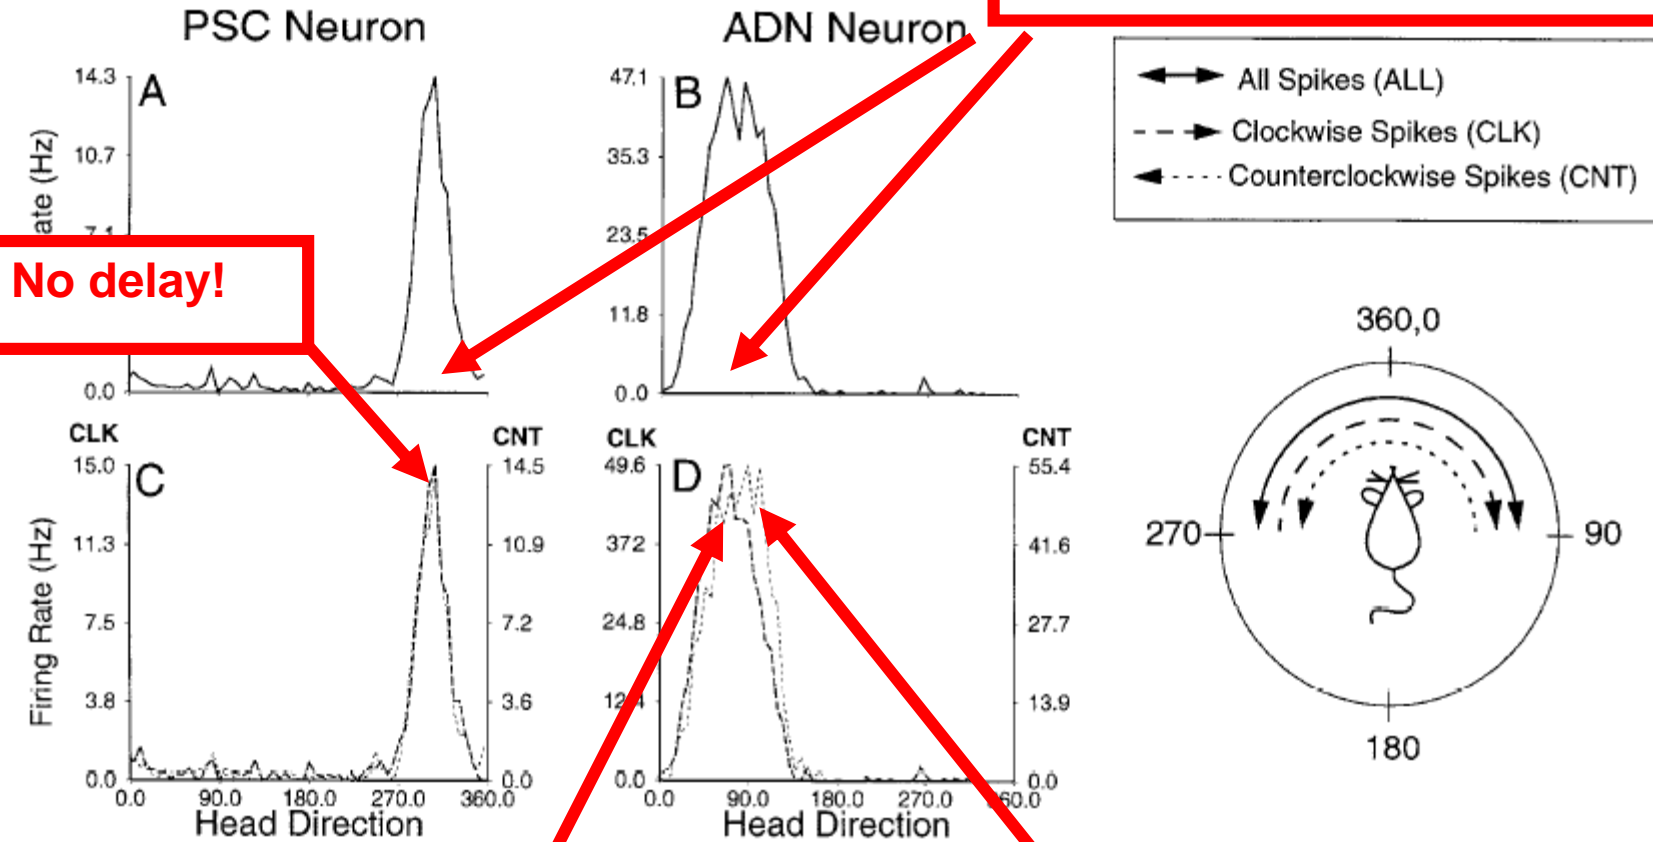 PSC Neuron
ADN Neuron
All Spikes (ALL)
Clockwise Spikes (CLK)
Counterclockwise Spikes (CNT)
A
14.3
10.7
7.1
0.0
ate (Hz)
No delay!
B
47.1
35.3
23.5
11.8
0.0
CLK
CNT
C
15.0
11.3
7.5
3.8
0.0
14.5
10.9
7.2
3.6
0.0
Firing Rate (Hz)
0.0 90.0 180.0 270.0 360.0
Head Direction
CLK
CNT
D
49.6
372
24.8
0.0
55.4
41.6
27.7
13.9
0.0
0.0 90.0 180.0 270.0
Head Direction
360,0
270
90
180